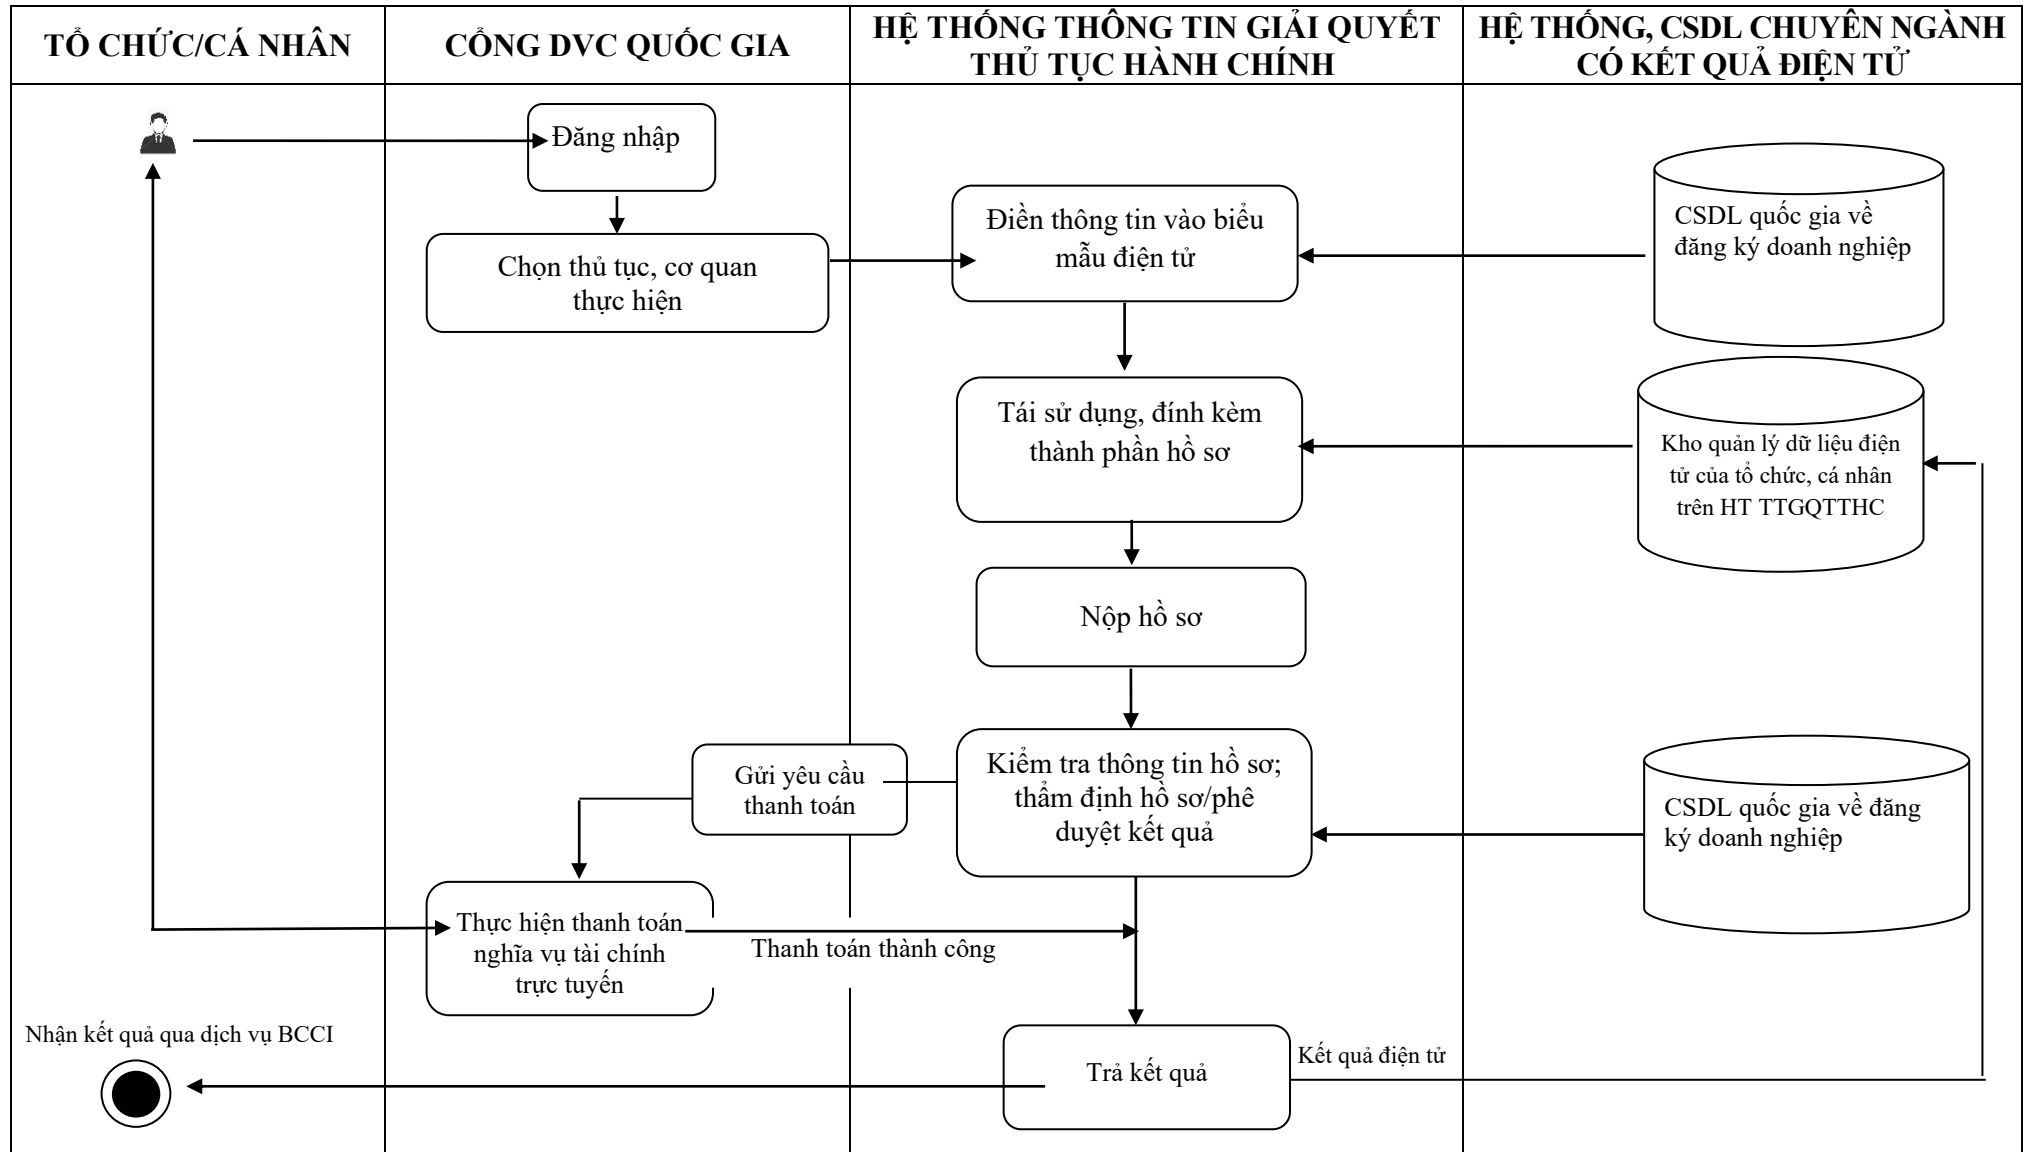 TỔ CHỨC/CÁ NHÂN
CỔNG DVC QUỐC GIA
HỆ THỐNG THÔNG TIN GIẢI QUYẾT
THỦ TỤC HÀNH CHÍNH
HỆ THỐNG, CSDL CHUYÊN NGÀNH
CÓ KẾT QUẢ ĐIỆN TỬ
Đăng nhập
Chọn thủ tục, cơ quan
thực hiện
Điền thông tin vào biểu
mẫu điện tử
CSDL quốc gia về
đăng ký doanh nghiệp
Tái sử dụng, đính kèm
thành phần hồ sơ
Kho quản lý dữ liệu điện
tử của tổ chức, cá nhân
trên HT TTGQTTHC
Nộp hồ sơ
Gửi yêu cầu
thanh toán
Kiểm tra thông tin hồ sơ;
thẩm định hồ sơ/phê
duyệt kết quả
CSDL quốc gia về đăng
ký doanh nghiệp
Thực hiện thanh toán
nghĩa vụ tài chính
trực tuyến
Thanh toán thành công
Nhận kết quả qua dịch vụ BCCI
Trả kết quả
Kết quả điện tử